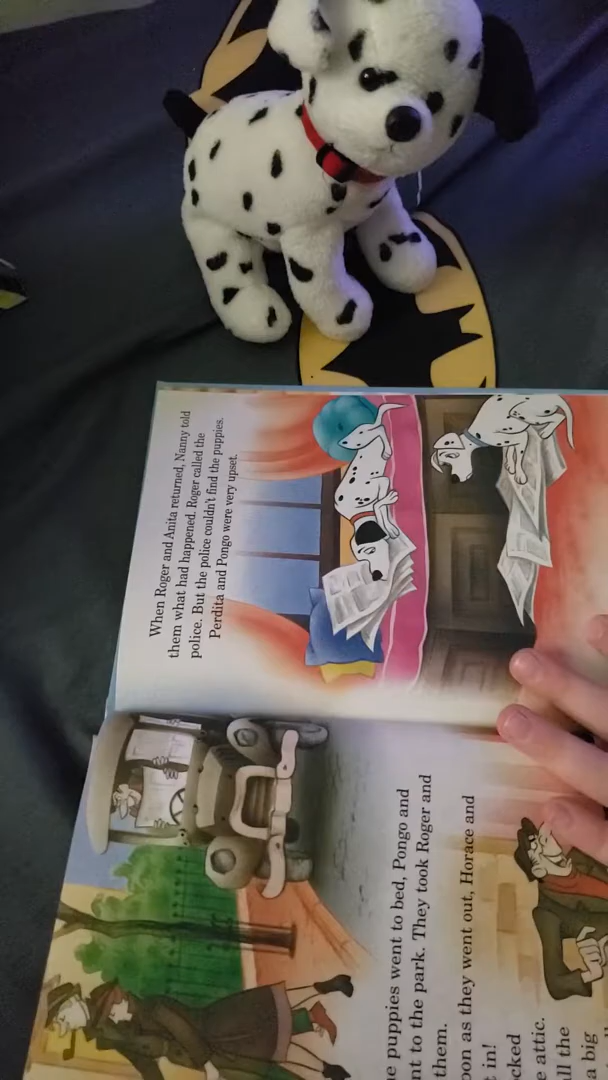 he puppies went to bed, Pongo and
nt to the park. They took Roger and
them.
oon as they went out, Horace and
in!
cked
e attic.
all the
a big
When Roger and Anita returned, Nanny told
them what had happened. Roger called the
police. But the police couldn't find the puppies.
Perdita and Pongo were very upset.